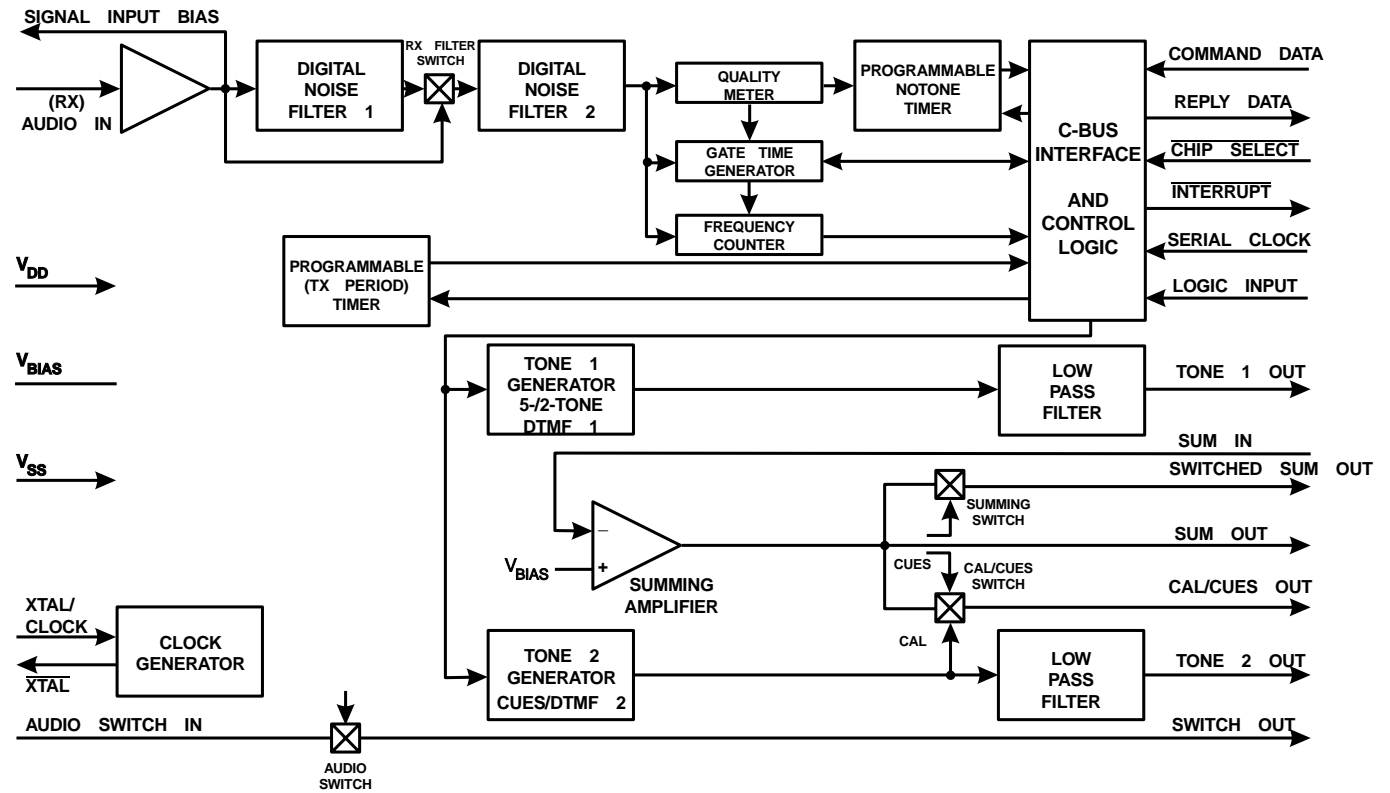 SIGNAL INPUT BIAS
(RX)
AUDIO IN
DIGITAL
NOISE
FILTER 1
RX FILTER
SWITCH
DIGITAL
NOISE
FILTER 2
QUALITY
METER
GATE TIME
GENERATOR
FREQUENCY
COUNTER
PROGRAMMABLE
NOTONE
TIMER
C-BUS
INTERFACE
AND
CONTROL
LOGIC
COMMAND DATA
REPLY DATA
CHIP SELECT
INTERRUPT
SERIAL CLOCK
LOGIC INPUT
PROGRAMMABLE
(TX PERIOD)
TIMER
VDD
VBIAS
VSS
TONE 1
GENERATOR
5-/2-TONE
DTMF 1
LOW
PASS
FILTER
TONE 1 OUT
SUM IN
SWITCHED SUM OUT
SUMMING
SWITCH
SUM OUT
–
+
VBIAS
SUMMING
AMPLIFIER
CUES
CAL/CUES
SWITCH
CAL/CUES OUT
CAL
XTAL/
CLOCK
XTAL
CLOCK
GENERATOR
TONE 2
GENERATOR
CUES/DTMF 2
LOW
PASS
FILTER
TONE 2 OUT
AUDIO SWITCH IN
AUDIO
SWITCH
SWITCH OUT